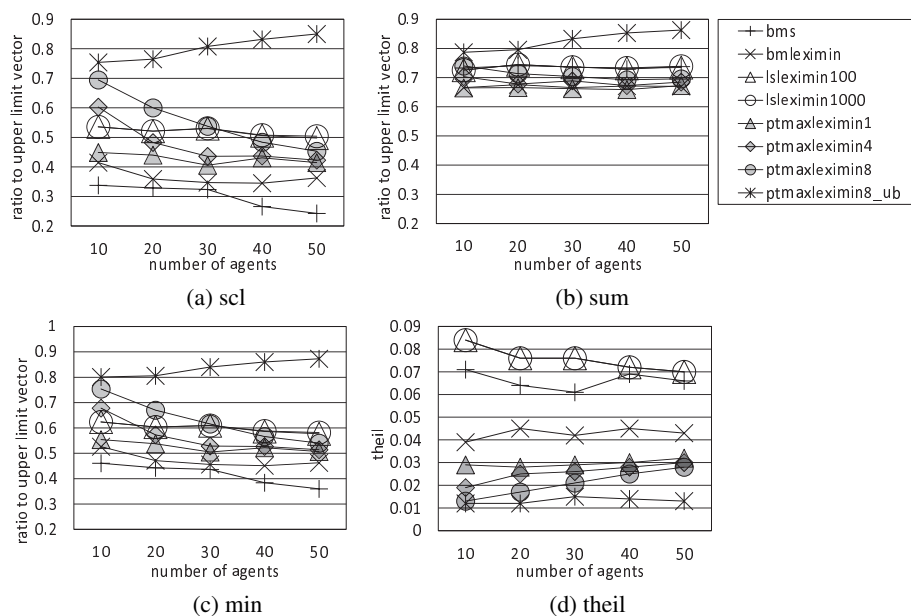 0.9
0.8
0.7
0.6
0.5
0.4
0.3
0.2
ratio to upper limit vector
10 20 30 40 50
number of agents
(a) scl
0.9
0.8
0.7
0.6
0.5
0.4
0.3
0.2
ratio to upper limit vector
10 20 30 40 50
number of agents
(b) sum
bms
bmleximin
lsleximin100
lsleximin1000
ptmaxleximin1
ptmaxleximin4
ptmaxleximin8
ptmaxleximin8_ub
1
0.9
0.8
0.7
0.6
0.5
0.4
0.3
0.2
ratio to upper limit vector
10 20 30 40 50
number of agents
(c) min
0.09
0.08
0.07
0.06
0.05
0.04
0.03
0.02
0.01
0
theil
10 20 30 40 50
number of agents
(d) theil